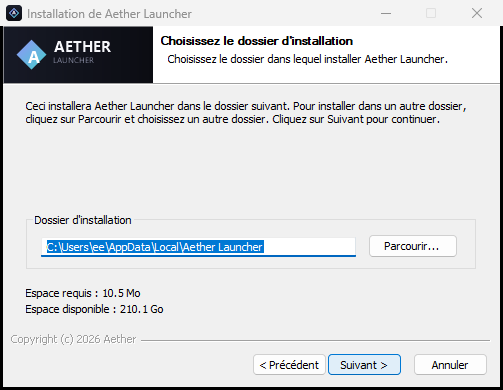 Installation de Aether Launcher
A
AETHER
LAUNCHER
Choisissez le dossier d'installation
Choisissez le dossier dans lequel installer Aether Launcher.
Ceci installera Aether Launcher dans le dossier suivant. Pour installer dans un autre dossier,
cliquez sur Parcourir et choisissez un autre dossier. Cliquez sur Suivant pour continuer.
Dossier d'installation
C:\Users\ee\AppData\Local\Aether Launcher
Parcourir...
Espace requis : 10.5 Mo
Espace disponible : 210.1 Go
Copyright (c) 2026 Aether
< Précédent
Suivant >
Annuler